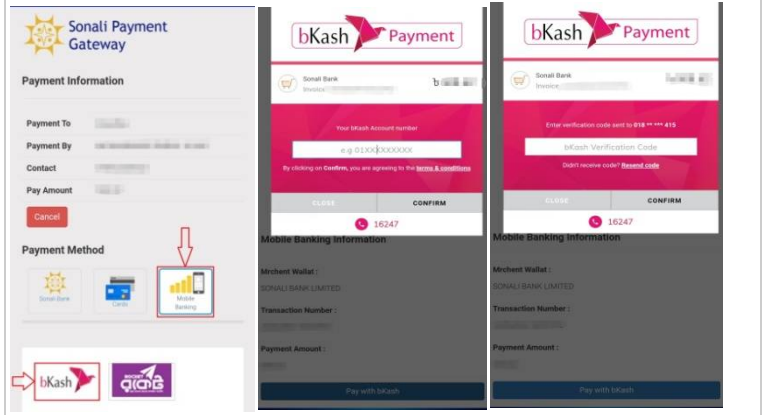 Sonali Payment
Gateway
Payment Information
Payment To
Payment By
Contact
Pay Amount
Cancel
Payment Method
Sonali Bank
Cards
Mobile
Banking
bKash
ROCKET
রকেট
bKash Payment
Sonali Bank
Invoice
Your bKash Account number
e.g 01XXXXXXXXX
By clicking on Confirm, you are agreeing to the terms & conditions
CLOSE CONFIRM
16247
Mobile Banking Information
Mrchent Wallat :
SONALI BANK LIMITED
Transaction Number :
Payment Amount :
Pay with bKash
bKash Payment
Sonali Bank
Invoice
Enter verification code sent to 018 ** *** 415
bKash Verification Code
Didn't receive code? Resend code
CLOSE CONFIRM
16247
Mobile Banking Information
Mrchent Wallat :
SONALI BANK LIMITED
Transaction Number :
Payment Amount :
Pay with bKash